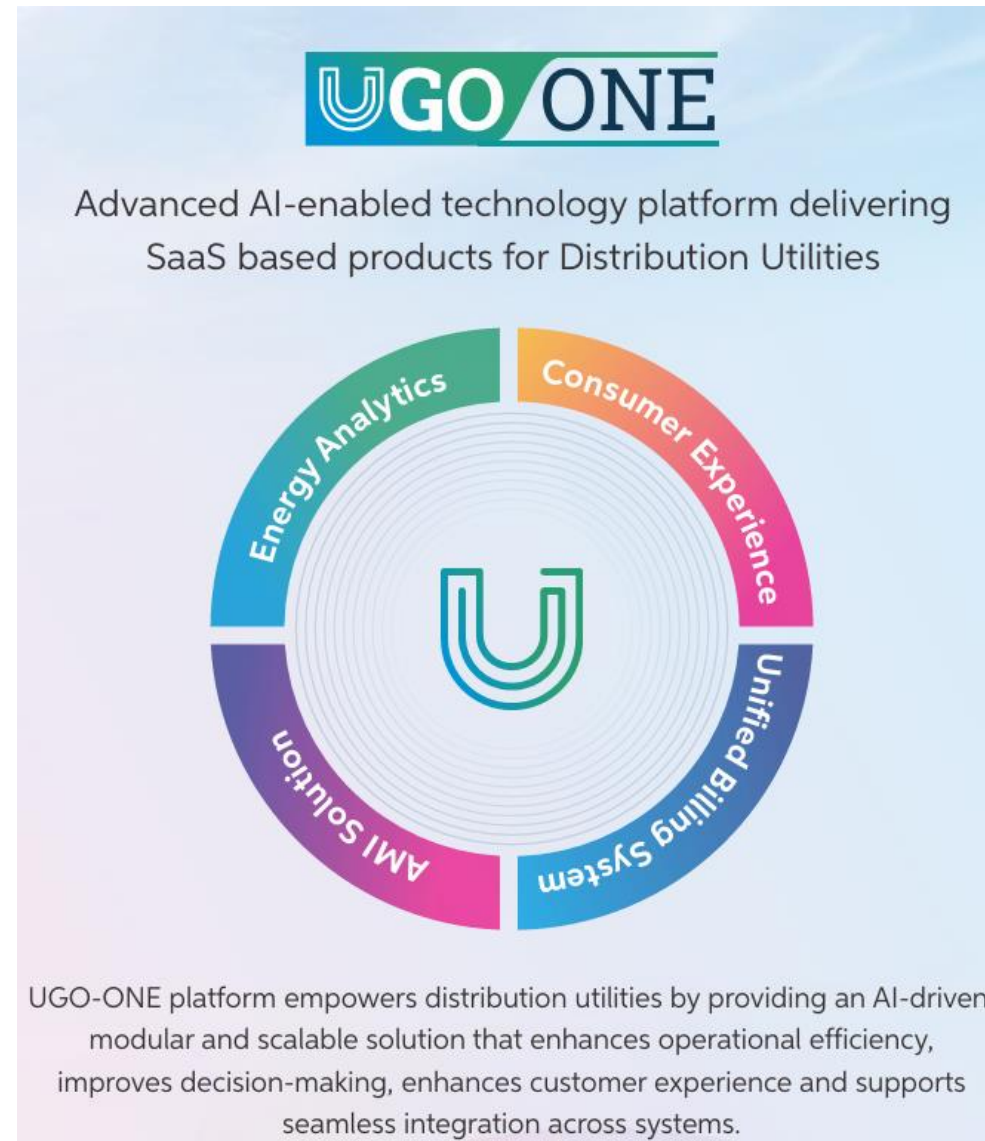 UGO/ONE
Advanced AI-enabled technology platform delivering
SaaS based products for Distribution Utilities
Energy Analytics
Consumer Experience
AMI Solution
Unified Billing System
UGO-ONE platform empowers distribution utilities by providing an AI-driven
modular and scalable solution that enhances operational efficiency,
improves decision-making, enhances customer experience and supports
seamless integration across systems.